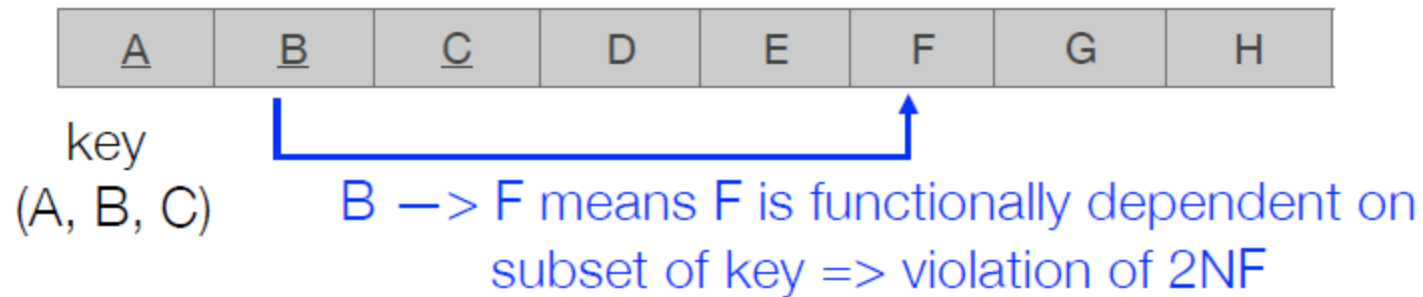 A B C D E F G H
key
(A, B, C)
B —> F means F is functionally dependent on
subset of key => violation of 2NF